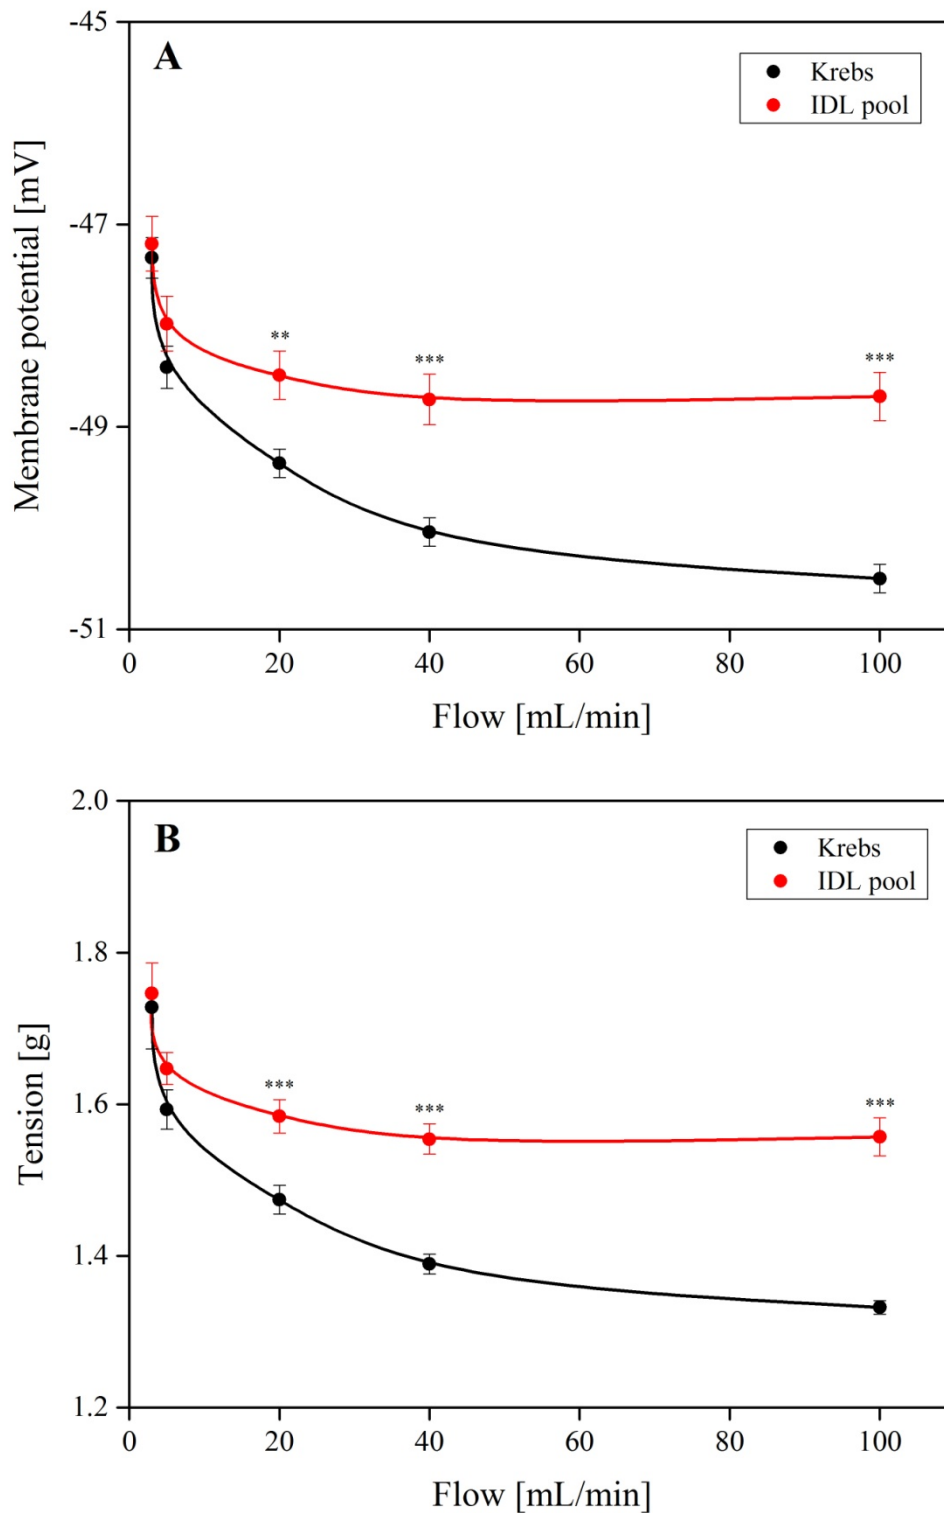 A
Krebs
IDL pool
Membrane potential [mV]
-45
-47
-49
-51
**
***
***
0 20 40 60 80 100
Flow [mL/min]
B
Krebs
IDL pool
Tension [g]
2.0
1.8
1.6
1.4
1.2
***
***
***
0 20 40 60 80 100
Flow [mL/min]